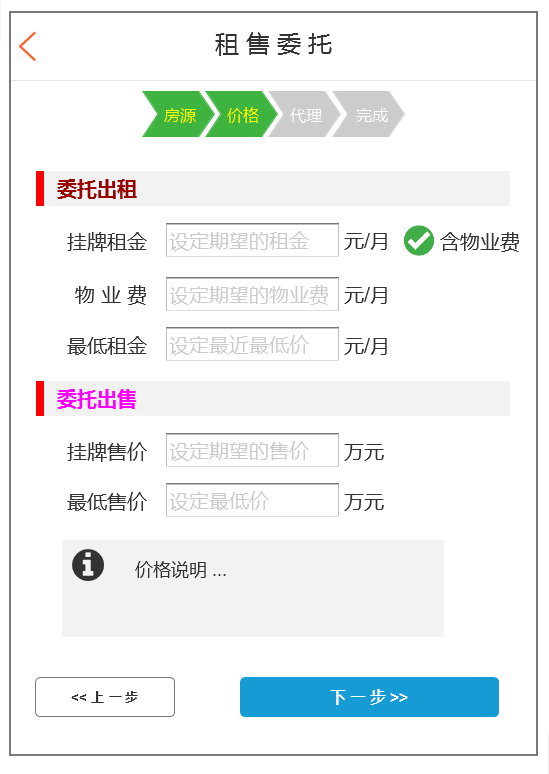 租售委托
房源 价格 代理 完成
委托出租
挂牌租金 设定期望的租金 元/月 含物业费
物业费 设定期望的物业费 元/月
最低租金 设定最近最低价 元/月
委托出售
挂牌售价 设定期望的售价 万元
最低售价 设定最低价 万元
价格说明 ...
<<上一步 下一步>>